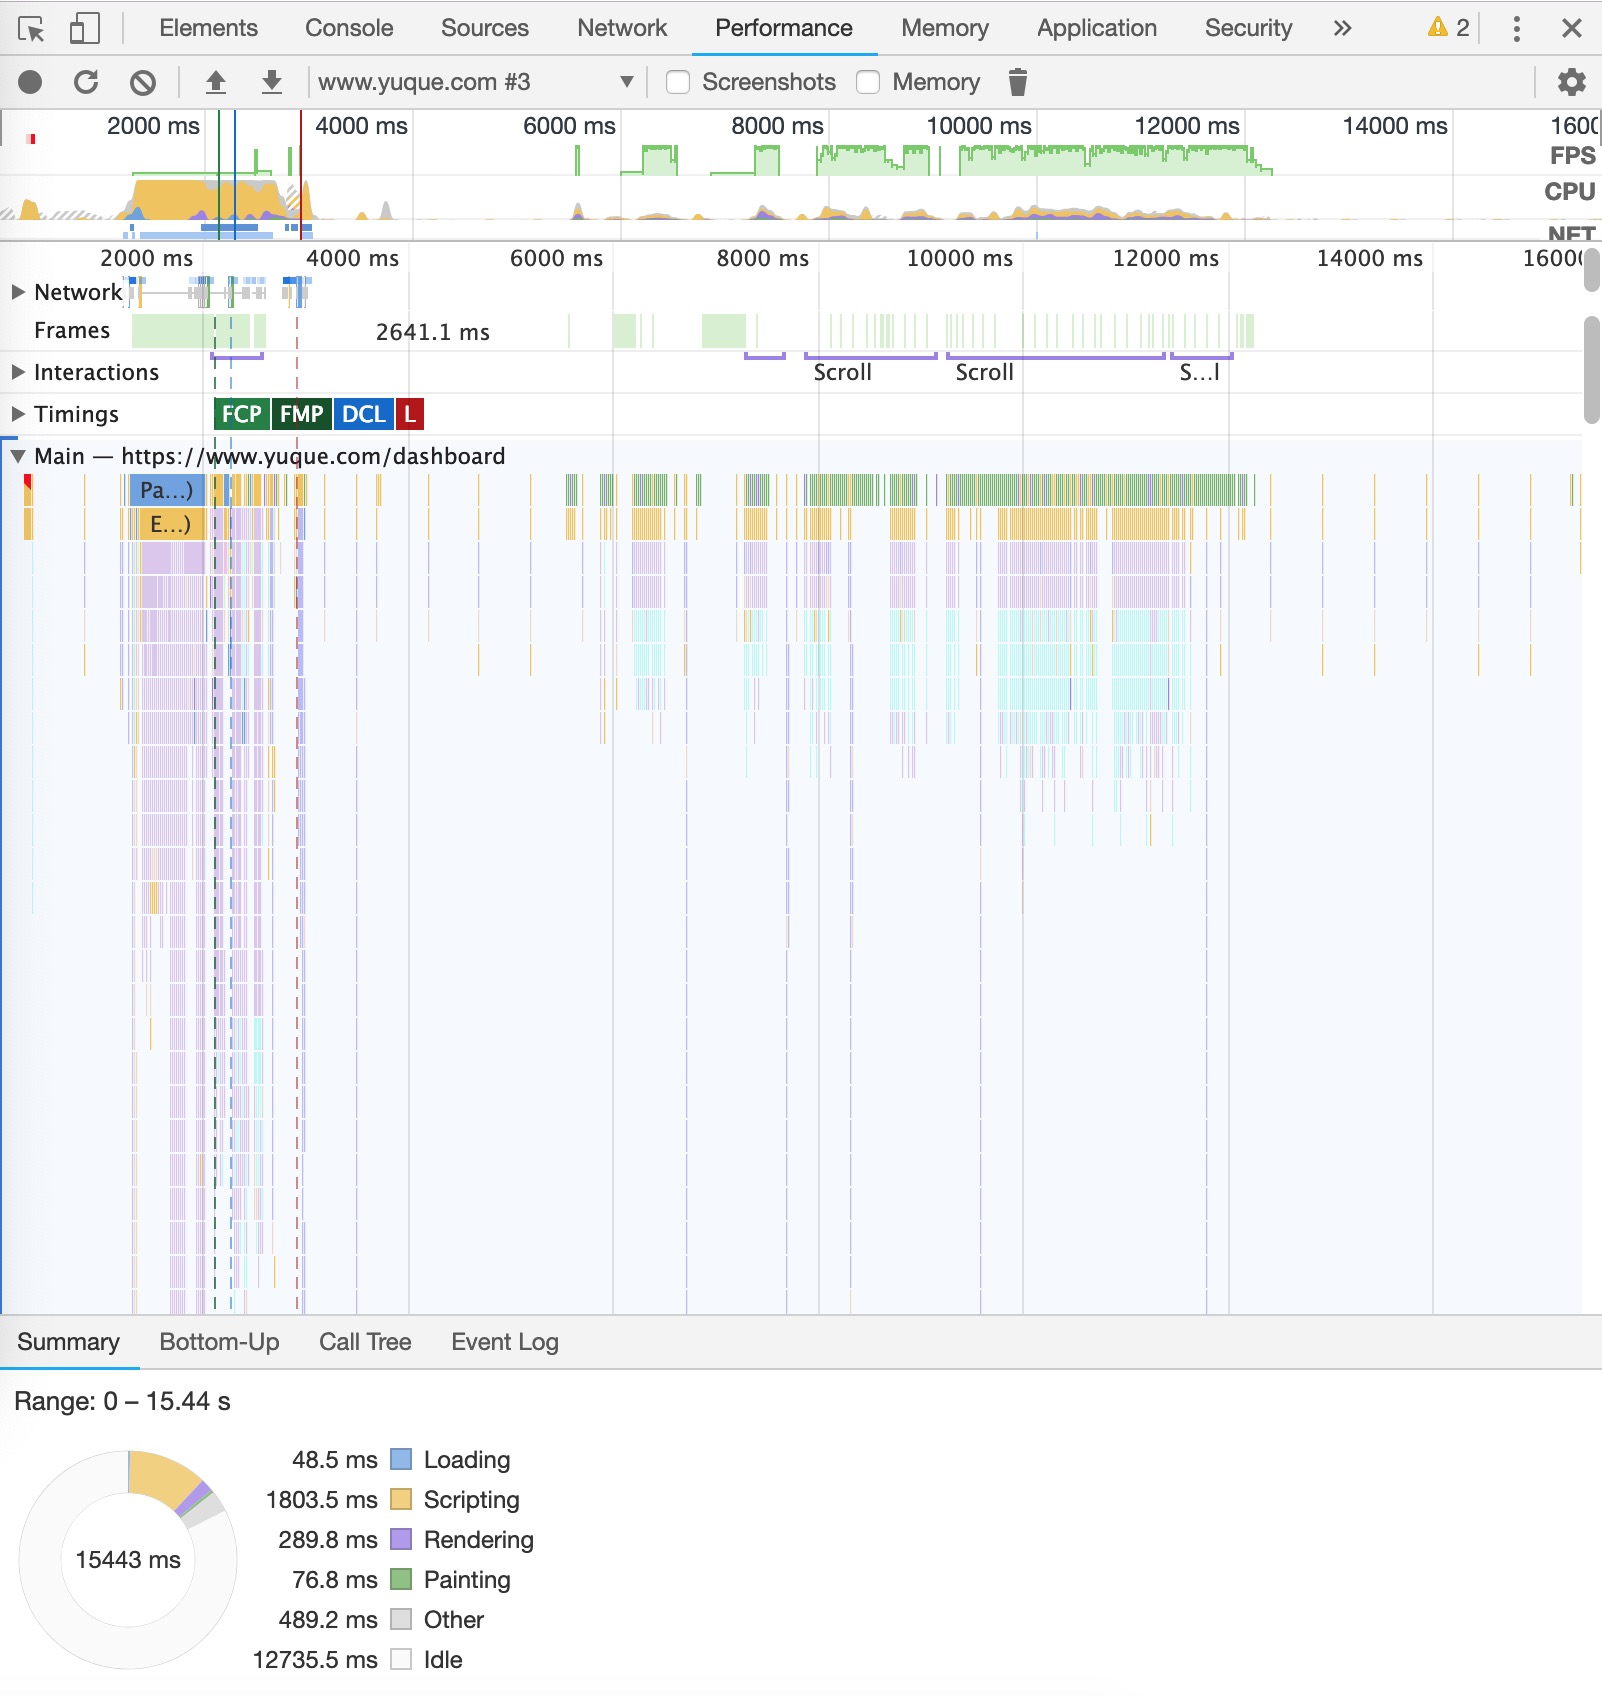 Elements Console Sources Network Performance Memory Application Security » 2
www.yuque.com #3 Screenshots Memory
2000 ms 4000 ms 6000 ms 8000 ms 10000 ms 12000 ms 14000 ms
FPS
CPU
NET
2000 ms 4000 ms 6000 ms 8000 ms 10000 ms 12000 ms 14000 ms
Network
Frames 2641.1 ms
Interactions Scroll Scroll S...l
Timings FCP FMP DCL L
Main — https://www.yuque.com/dashboard
Pa...)
E...)
Summary Bottom-Up Call Tree Event Log
Range: 0 – 15.44 s
48.5 ms Loading
1803.5 ms Scripting
289.8 ms Rendering
15443 ms
76.8 ms Painting
489.2 ms Other
12735.5 ms Idle